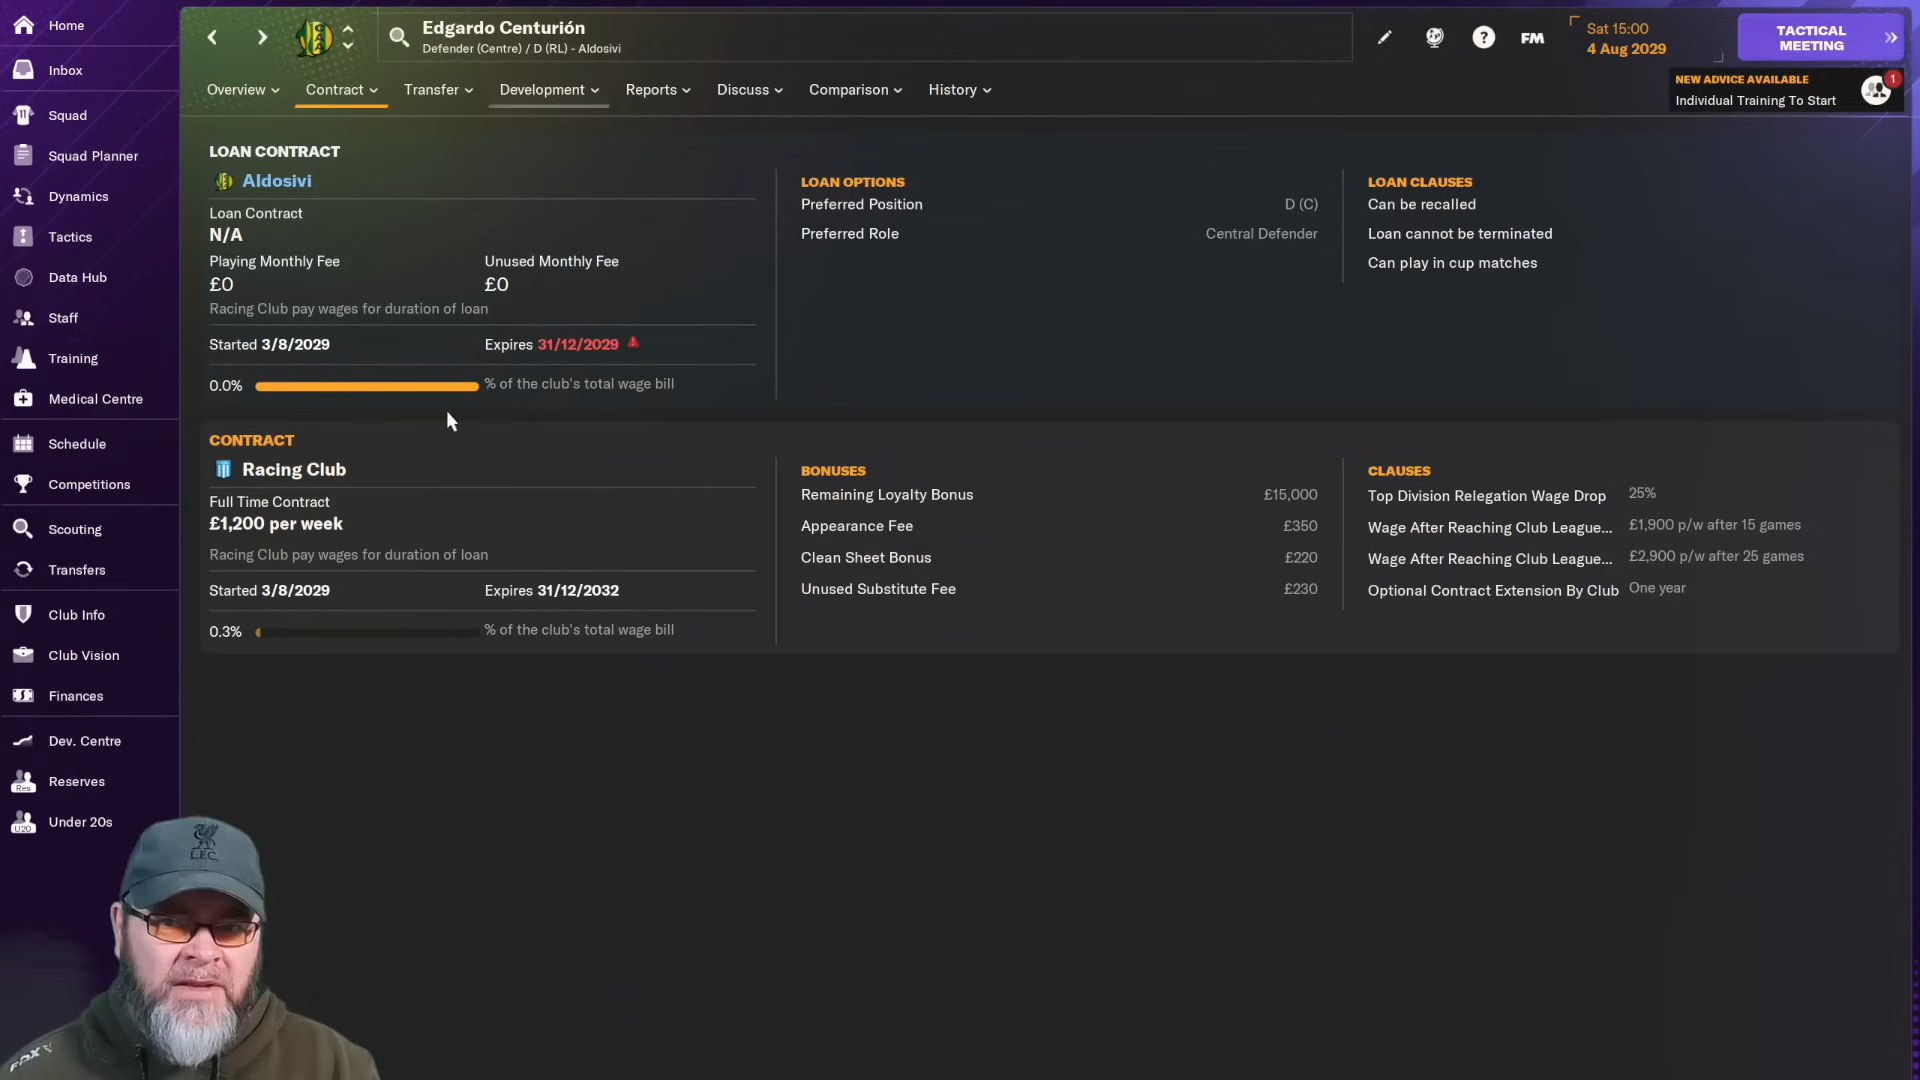 Home
Inbox
Squad
Squad Planner
Dynamics
Tactics
Data Hub
Staff
Training
Medical Centre
Schedule
Competitions
Scouting
Transfers
Club Info
Club Vision
Finances
Dev. Centre
Res
Reserves
U20
Under 20s
Edgardo Centurión
Defender (Centre) / D (RL) - Aldosivi
FM
Sat 15:00
4 Aug 2029
TACTICAL
MEETING
NEW ADVICE AVAILABLE
Individual Training To Start
1
Overview
Contract
Transfer
Development
Reports
Discuss
Comparison
History
LOAN CONTRACT
Aldosivi
Loan Contract
N/A
Playing Monthly Fee
£0
Unused Monthly Fee
£0
Racing Club pay wages for duration of loan
Started 3/8/2029
Expires 31/12/2029
0.0%
% of the club's total wage bill
LOAN OPTIONS
Preferred Position D (C)
Preferred Role Central Defender
LOAN CLAUSES
Can be recalled
Loan cannot be terminated
Can play in cup matches
CONTRACT
Racing Club
Full Time Contract
£1,200 per week
Racing Club pay wages for duration of loan
Started 3/8/2029
Expires 31/12/2032
0.3%
% of the club's total wage bill
BONUSES
Remaining Loyalty Bonus £15,000
Appearance Fee £350
Clean Sheet Bonus £220
Unused Substitute Fee £230
CLAUSES
Top Division Relegation Wage Drop 25%
Wage After Reaching Club League... £1,900 p/w after 15 games
Wage After Reaching Club League... £2,900 p/w after 25 games
Optional Contract Extension By Club One year
L.F.C.